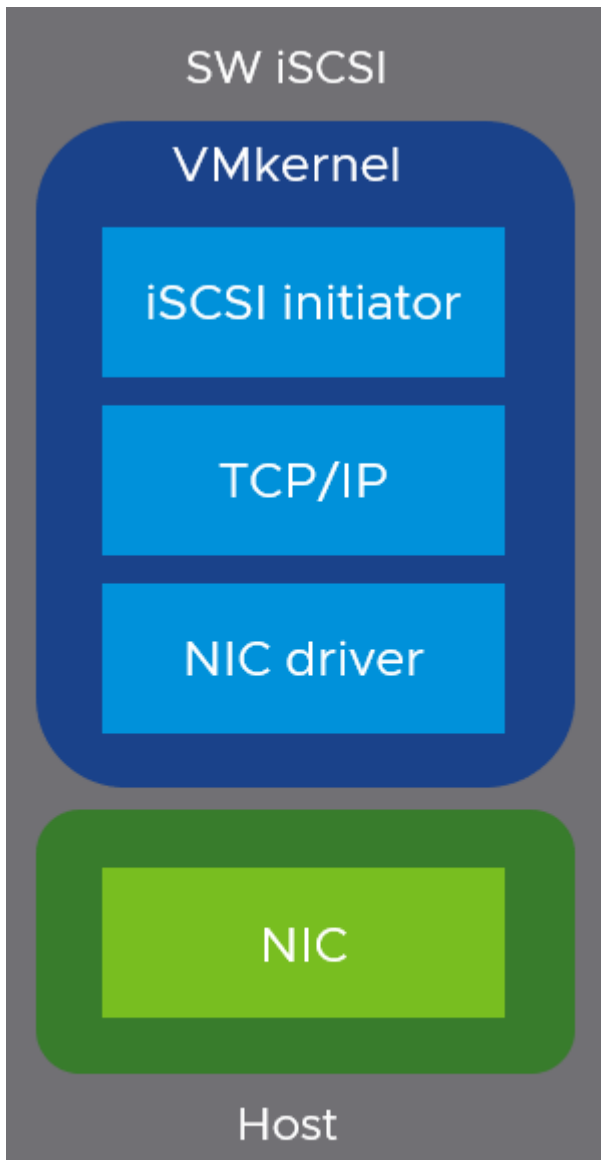 SW iSCSI
VMkernel
iSCSI initiator
TCP/IP
NIC driver
NIC
Host